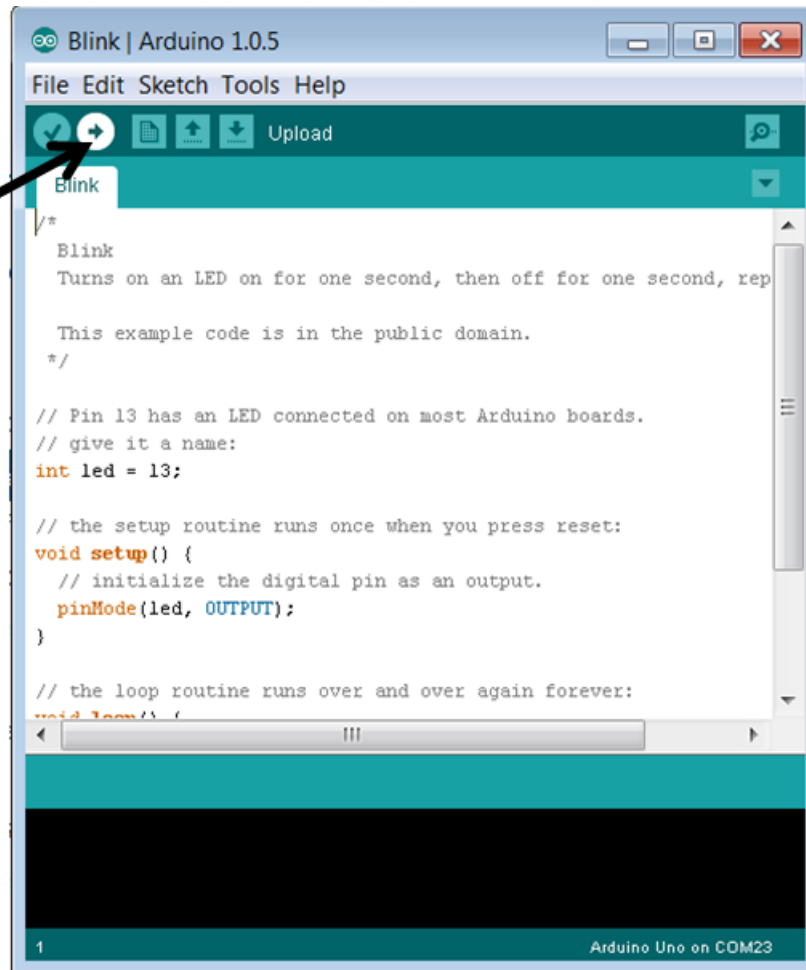 Blink | Arduino 1.0.5
File Edit Sketch Tools Help
Upload
Blink
/*
Blink
Turns on an LED on for one second, then off for one second, rep
This example code is in the public domain.
*/
// Pin 13 has an LED connected on most Arduino boards.
// give it a name:
int led = 13;
// the setup routine runs once when you press reset:
void setup() {
// initialize the digital pin as an output.
pinMode(led, OUTPUT);
}
// the loop routine runs over and over again forever:
void loop() {
1
Arduino Uno on COM23